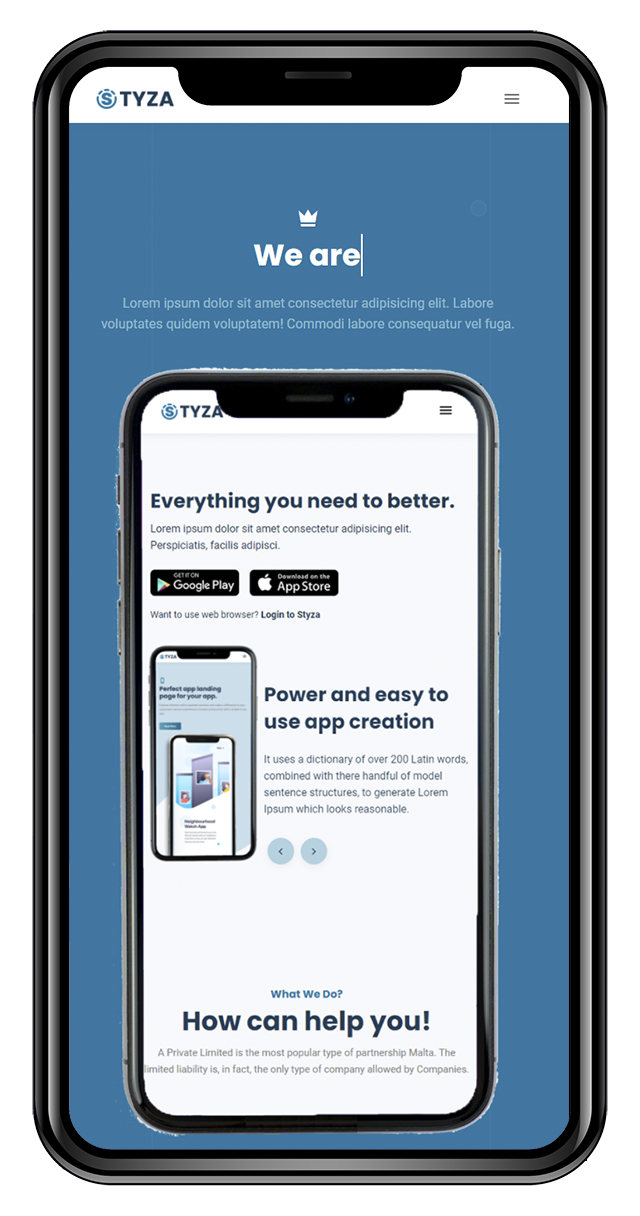 STYZA
We are
Lorem ipsum dolor sit amet consectetur adipisicing elit. Labore
voluptates quidem voluptatem! Commodi labore consequatur vel fuga.
STYZA
Everything you need to better.
Lorem ipsum dolor sit amet consectetur adipisicing elit.
Perspiciatis, facilis adipisci.
GET IT ON
Google Play
Download on the
App Store
Want to use web browser? Login to Styza
STYZA
Perfect app landing
page for your app.
Neighbourhood
Watch App
Power and easy to
use app creation
It uses a dictionary of over 200 Latin words,
combined with there handful of model
sentence structures, to generate Lorem
Ipsum which looks reasonable.
What We Do?
How can help you!
A Private Limited is the most popular type of partnership Malta. The
limited liability is, in fact, the only type of company allowed by Companies.